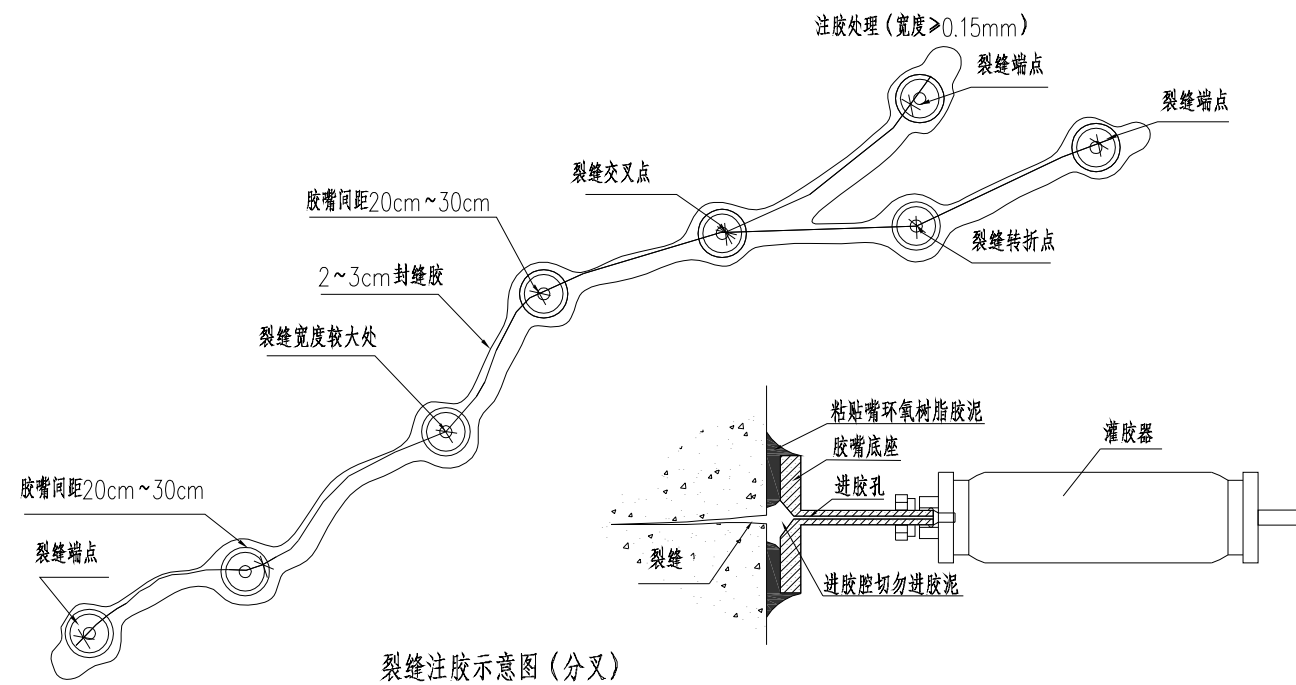 注胶处理（宽度≥0.15mm）
裂缝端点
裂缝端点
裂缝交叉点
胶嘴间距20cm~30cm
裂缝转折点
2~3cm封缝胶
裂缝宽度较大处
粘贴嘴环氧树脂胶泥
灌胶器
胶嘴底座
进胶孔
胶嘴间距20cm~30cm
裂缝端点
裂缝
进胶腔切勿进胶泥
裂缝注胶示意图（分叉）